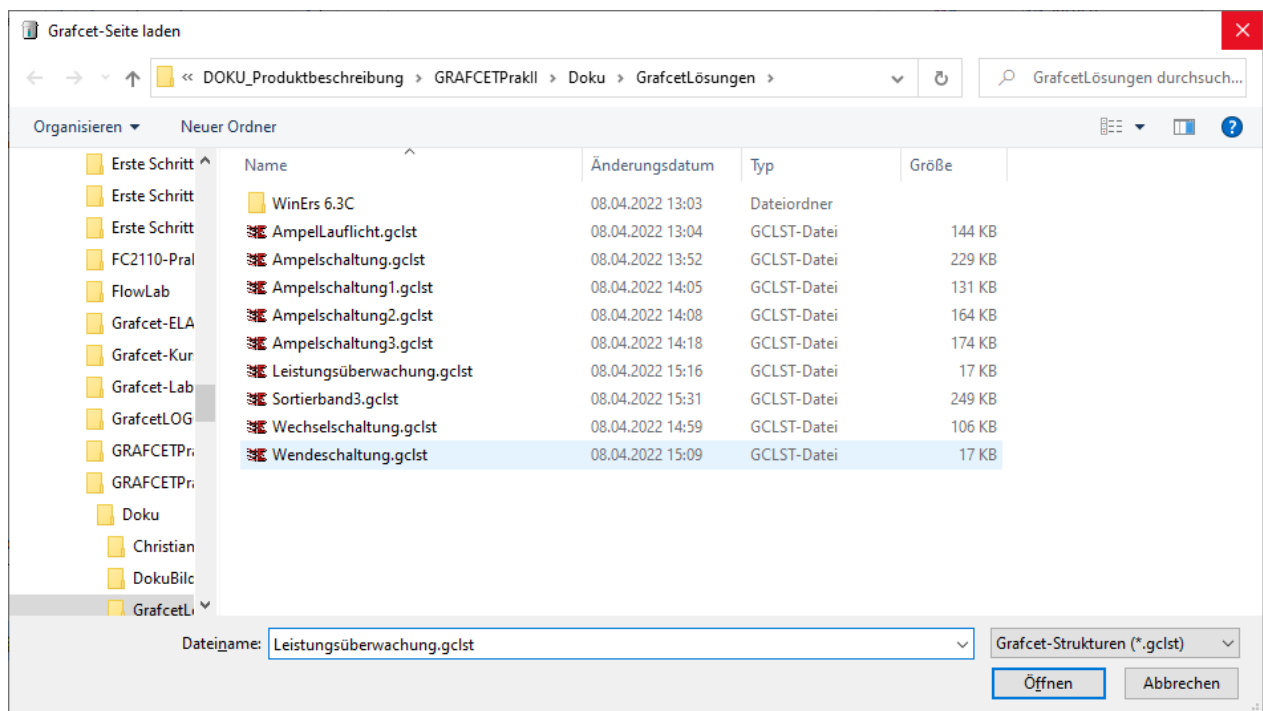 Grafcet-Seite laden
« DOKU_Produktbeschreibung > GRAFCETPrakII > Doku > GrafcetLösungen >
GrafcetLösungen durchsuch...
Organisieren
Neuer Ordner
Name Änderungsdatum Typ Größe
Erste Schritt
Erste Schritt
Erste Schritt
FC2110-Pral
FlowLab
Grafcet-ELA
Grafcet-Kur
Grafcet-Lab
GrafcetLOG
GRAFCETPra
GRAFCETPra
Doku
Christian
DokuBild
GrafcetLö
WinErs 6.3C 08.04.2022 13:03 Dateiordner
AmpelLauflicht.gclst 08.04.2022 13:04 GCLST-Datei 144 KB
Ampelschaltung.gclst 08.04.2022 13:52 GCLST-Datei 229 KB
Ampelschaltung1.gclst 08.04.2022 14:05 GCLST-Datei 131 KB
Ampelschaltung2.gclst 08.04.2022 14:08 GCLST-Datei 164 KB
Ampelschaltung3.gclst 08.04.2022 14:18 GCLST-Datei 174 KB
Leistungsüberwachung.gclst 08.04.2022 15:16 GCLST-Datei 17 KB
Sortierband3.gclst 08.04.2022 15:31 GCLST-Datei 249 KB
Wechselschaltung.gclst 08.04.2022 14:59 GCLST-Datei 106 KB
Wendeschaltung.gclst 08.04.2022 15:09 GCLST-Datei 17 KB
Dateiname: Leistungsüberwachung.gclst
Grafcet-Strukturen (*.gclst)
Öffnen
Abbrechen